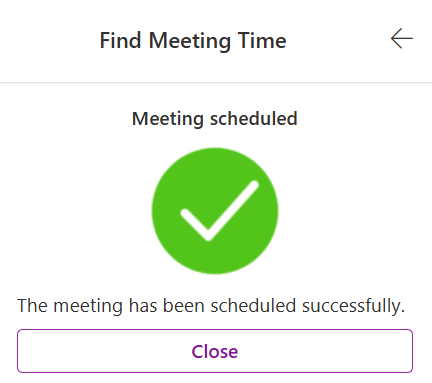 Find Meeting Time
Meeting scheduled
The meeting has been scheduled successfully.
Close